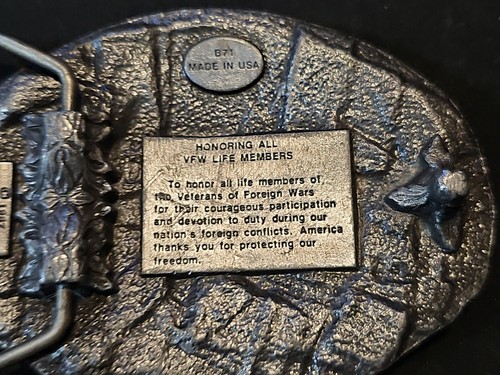 B71
MADE IN USA
HONORING ALL
VFW LIFE MEMBERS
To honor all life members of
the Veterans of Foreign Wars
for their courageous participation
and devotion to duty during our
nation's foreign conflicts. America
thanks you for protecting our
freedom.